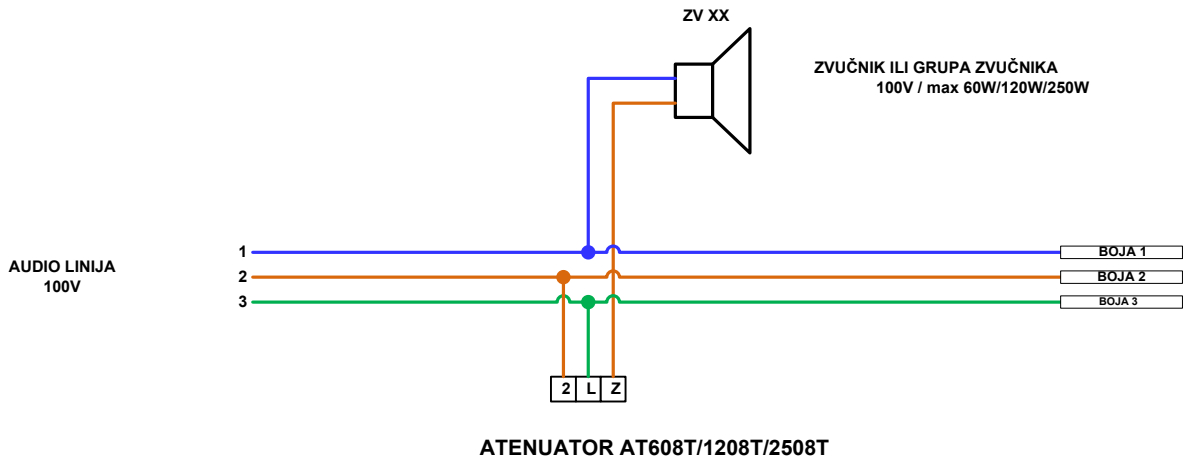 ZV XX
ZVUČNIK ILI GRUPA ZVUČNIKA
100V / max 60W/120W/250W
AUDIO LINIJA
100V
1
BOJA 1
2
BOJA 2
3
BOJA 3
2 L Z
ATENUATOR AT608T/1208T/2508T